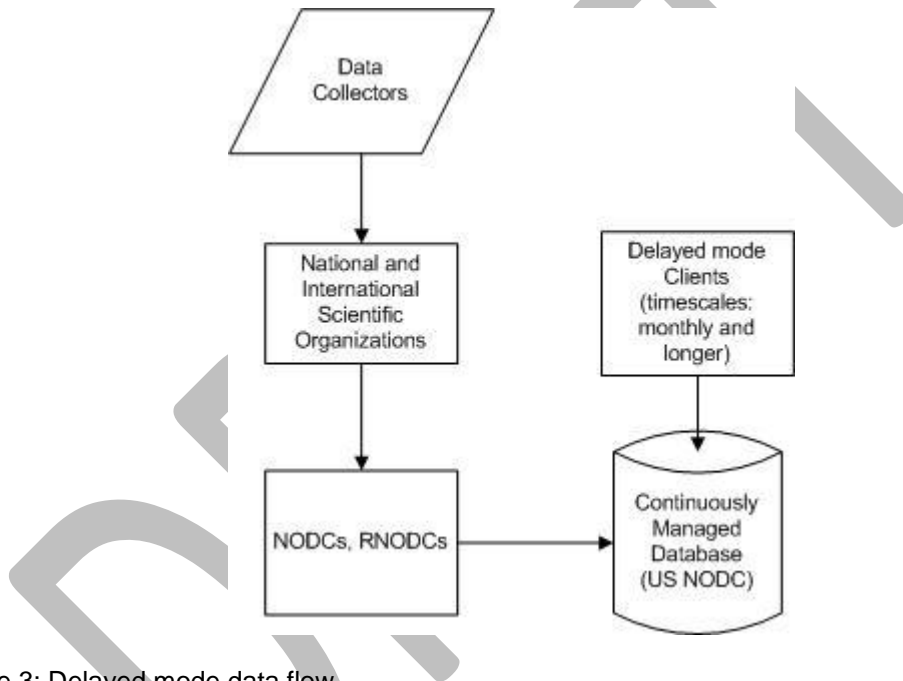 Data
Collectors
National and
International
Scientific
Organizations
Delayed mode
Clients
(timescales:
monthly and
longer)
NODCs, RNODCs
Continuously
Managed
Database
(US NODC)
3: Delayed mode data flow